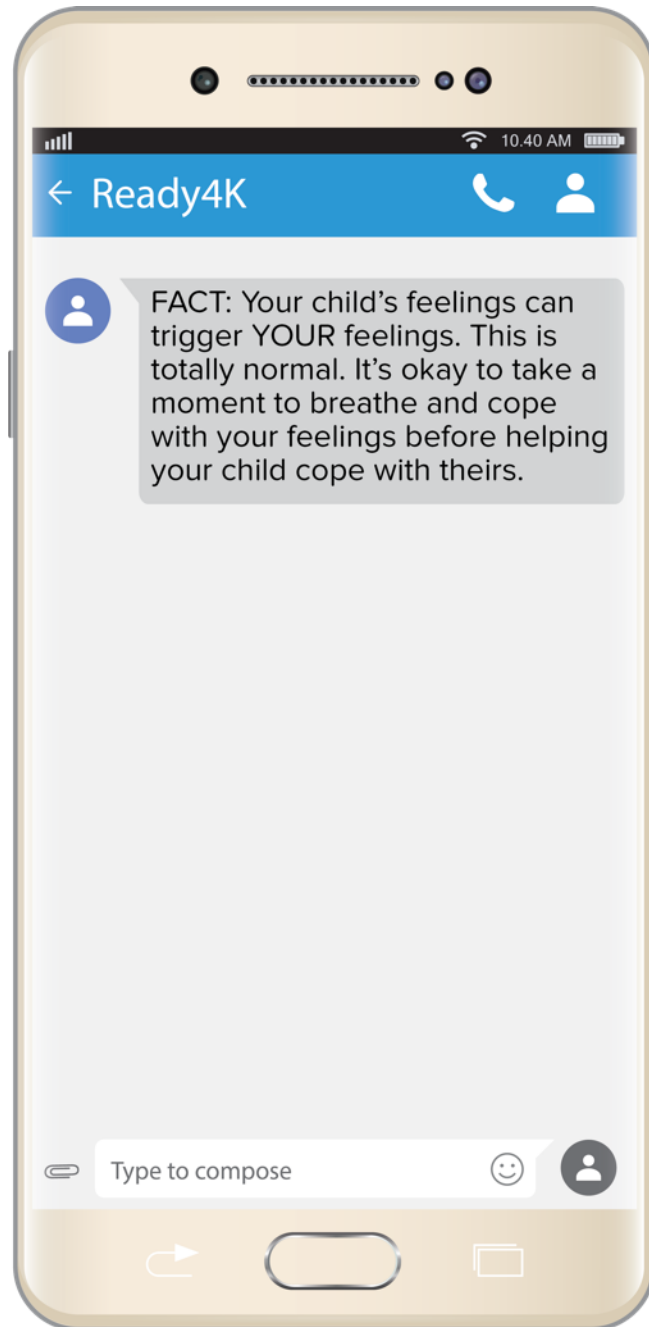 10.40 AM
Ready4K
FACT: Your child’s feelings can
trigger YOUR feelings. This is
totally normal. It’s okay to take a
moment to breathe and cope
with your feelings before helping
your child cope with theirs.
Type to compose